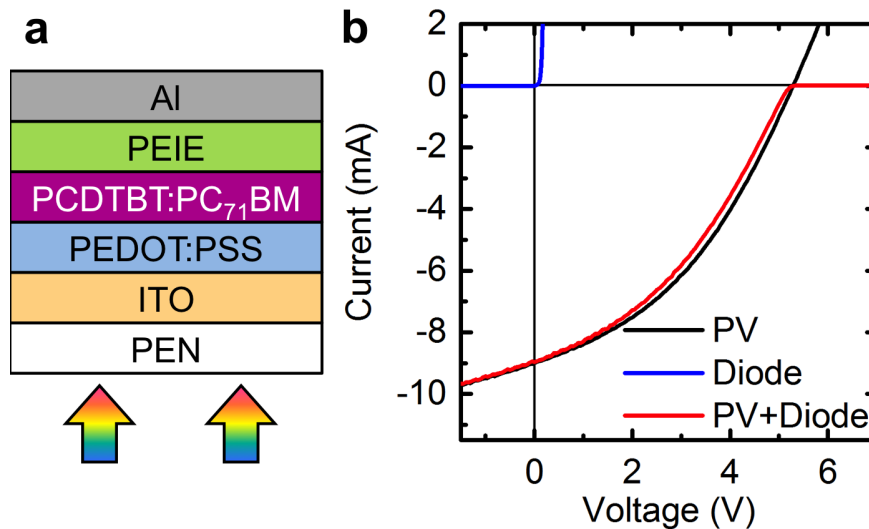 a
Al
PEIE
PCDTBT:PC₇₁BM
PEDOT:PSS
ITO
PEN
b
2
0
-2
-4
-6
-8
-10
Current (mA)
PV
Diode
PV+Diode
0 2 4 6
Voltage (V)